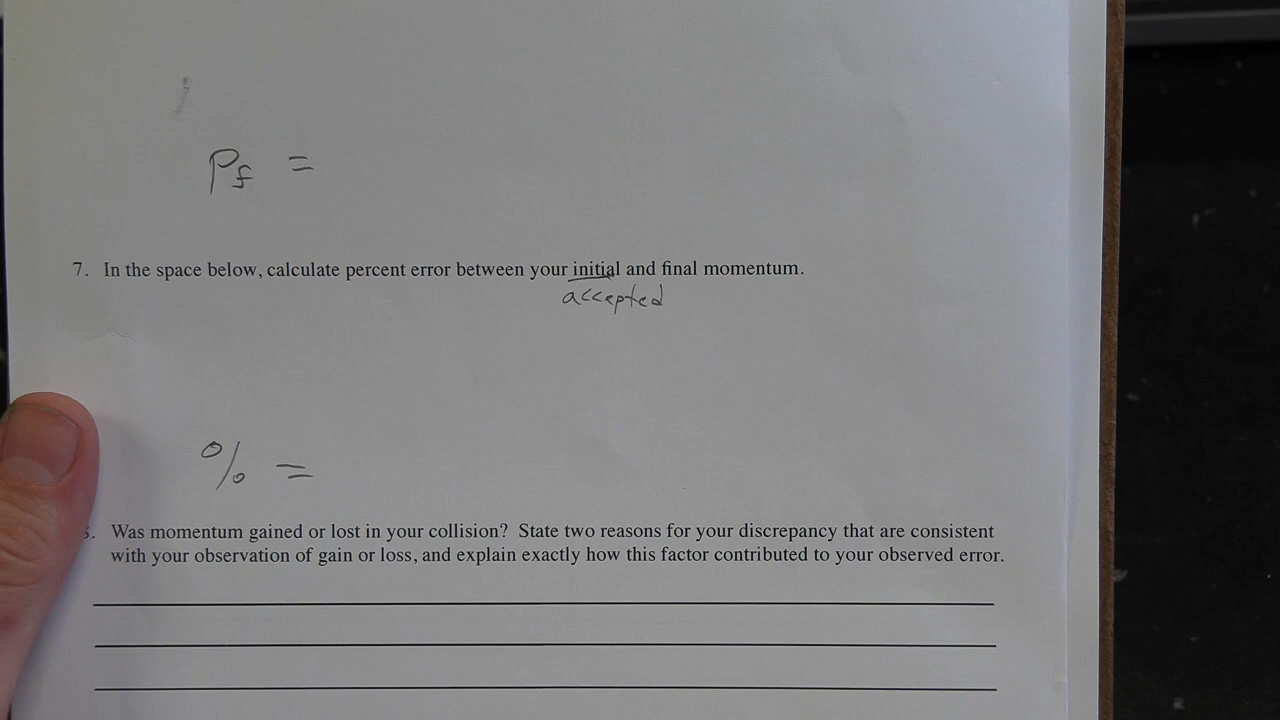 Pf =
7. In the space below, calculate percent error between your initial and final momentum.
accepted
% =
. Was momentum gained or lost in your collision? State two reasons for your discrepancy that are consistent
with your observation of gain or loss, and explain exactly how this factor contributed to your observed error.